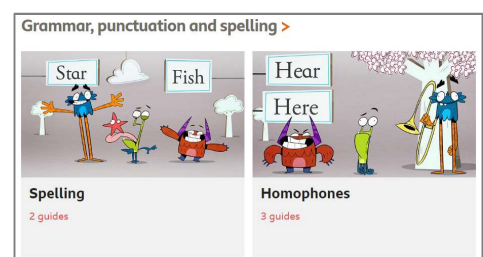 Grammar, punctuation and spelling >
Star
Fish
Hear
Here
Spelling
2 guides
Homophones
3 guides